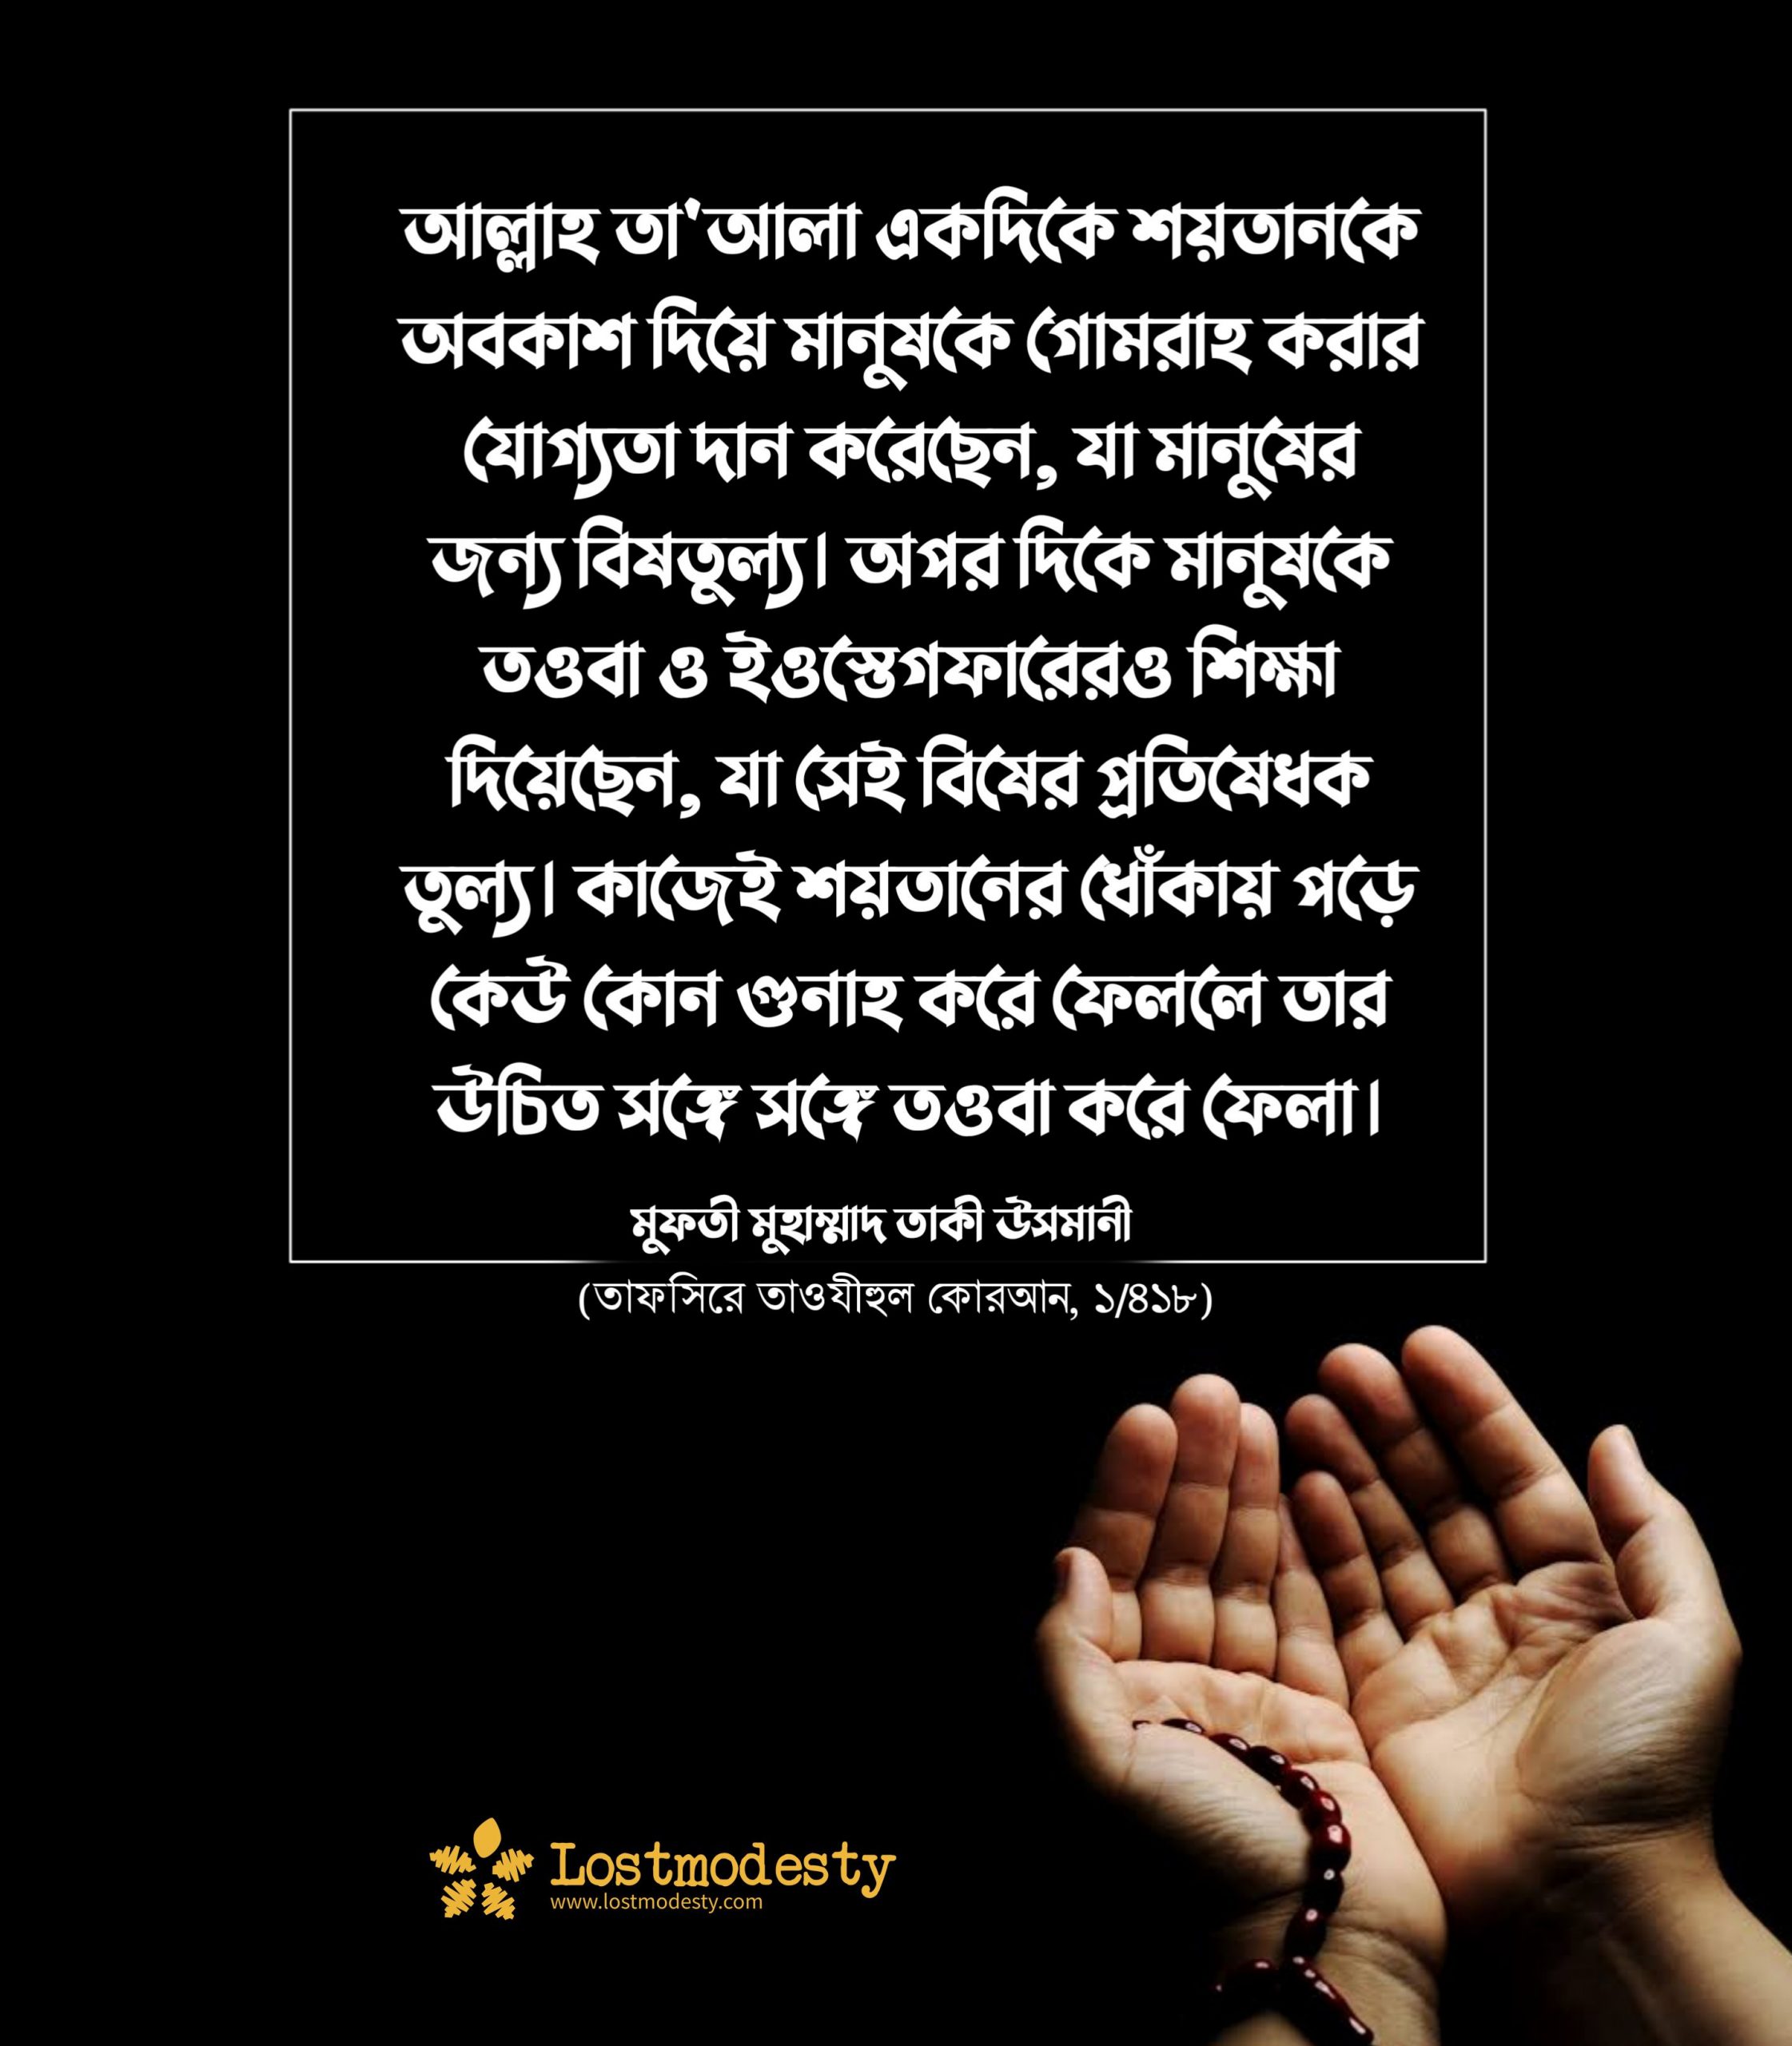 আল্লাহ তা'আলা একদিকে শয়তানকে
অবকাশ দিয়ে মানুষকে গোমরাহ করার
যোগ্যতা দান করেছেন, যা মানুষের
জন্য বিষতুল্য। অপর দিকে মানুষকে
তওবা ও ইওস্তেগফারেরও শিক্ষা
দিয়েছেন, যা সেই বিষের প্রতিষেধক
তুল্য। কাজেই শয়তানের ধোঁকায় পড়ে
কেউ কোন গুনাহ করে ফেললে তার
উচিত সঙ্গে সঙ্গে তওবা করে ফেলা।
মুফতী মুহাম্মাদ তাকী উসমানী
(তাফসিরে তাওযীহুল কোরআন, ১/৪১৮)
Lostmodesty
www.lostmodesty.com